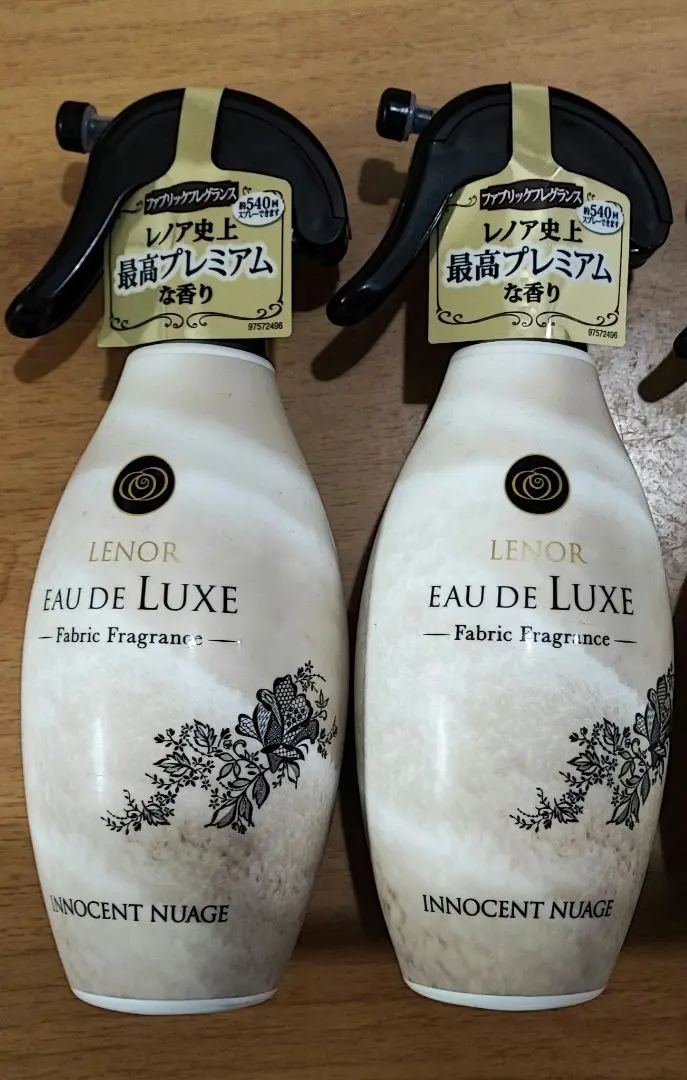 ファブリックフレグランス
約540回
スプレーできます
レノア史上
最高プレミアム
な香り
97572496
LENOR
EAU DE LUXE
Fabric Fragrance
INNOCENT NUAGE
ファブリックフレグランス
約540回
スプレーできます
レノア史上
最高プレミアム
な香り
97572496
LENOR
EAU DE LUXE
Fabric Fragrance
INNOCENT NUAGE